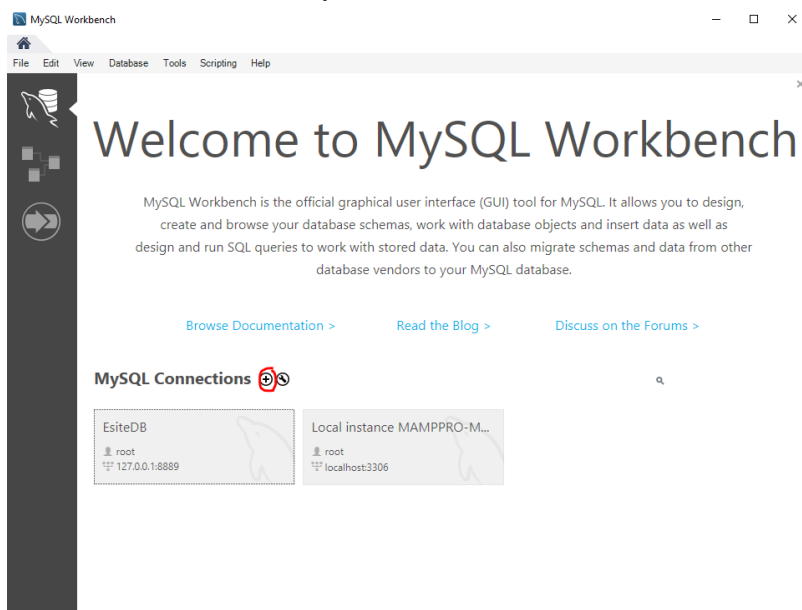 MySQL Workbench
File Edit View Database Tools Scripting Help
Welcome to MySQL Workbench
MySQL Workbench is the official graphical user interface (GUI) tool for MySQL. It allows you to design,
create and browse your database schemas, work with database objects and insert data as well as
design and run SQL queries to work with stored data. You can also migrate schemas and data from other
database vendors to your MySQL database.
Browse Documentation > Read the Blog > Discuss on the Forums >
MySQL Connections
EsiteDB
root
127.0.0.1:8889
Local instance MAMPPRO-M...
root
localhost:3306